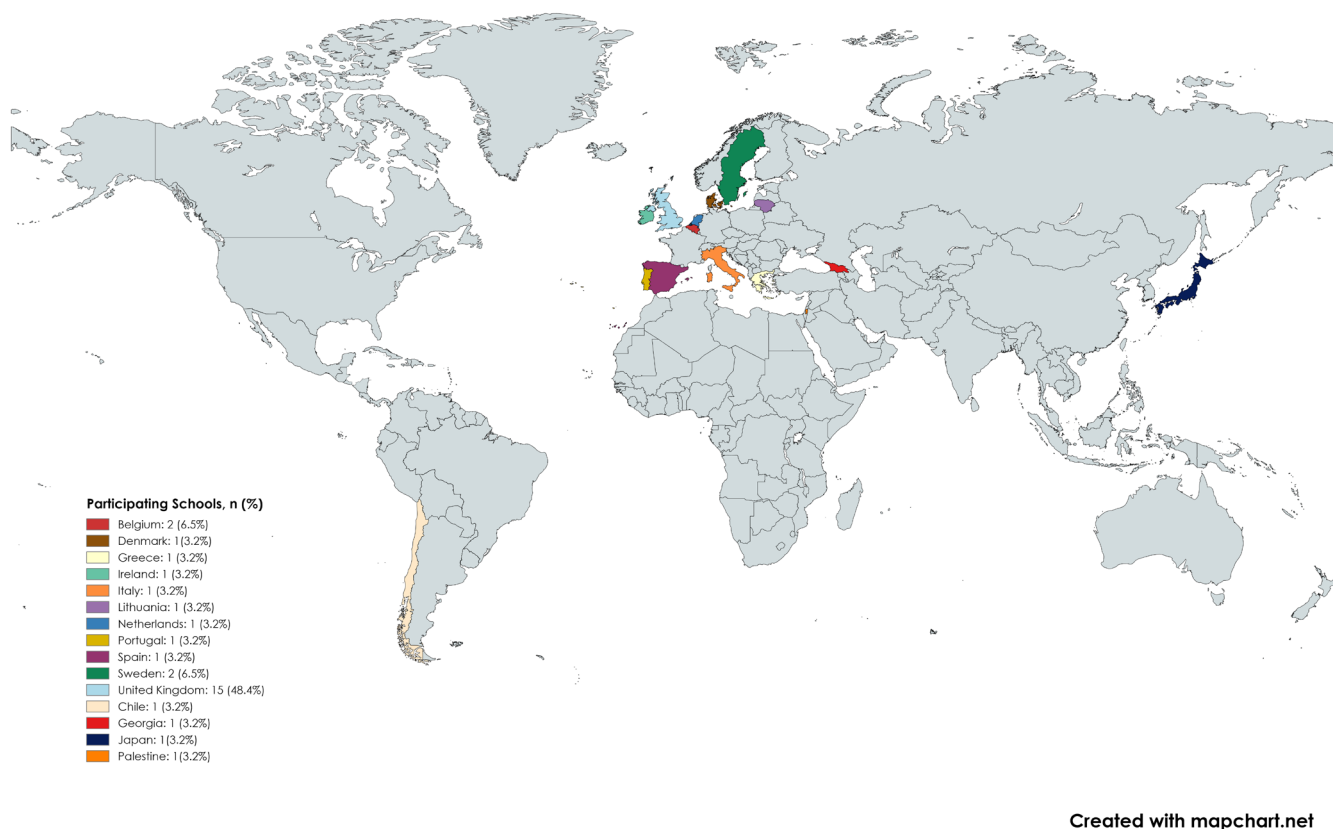 Participating Schools, n (%)
Belgium: 2 (6.5%)
Denmark: 1(3.2%)
Greece: 1 (3.2%)
Ireland: 1 (3.2%)
Italy: 1 (3.2%)
Lithuania: 1 (3.2%)
Netherlands: 1 (3.2%)
Portugal: 1 (3.2%)
Spain: 1 (3.2%)
Sweden: 2 (6.5%)
United Kingdom: 15 (48.4%)
Chile: 1 (3.2%)
Georgia: 1 (3.2%)
Japan: 1(3.2%)
Palestine: 1(3.2%)
Created with mapchart.net